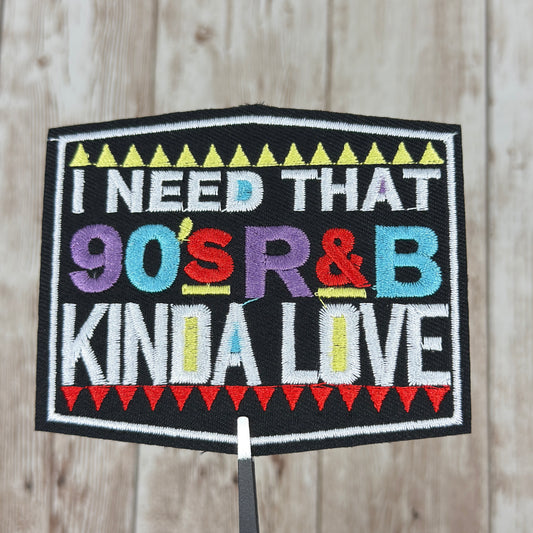 I NEED THAT
90's R&B
KINDA LOVE